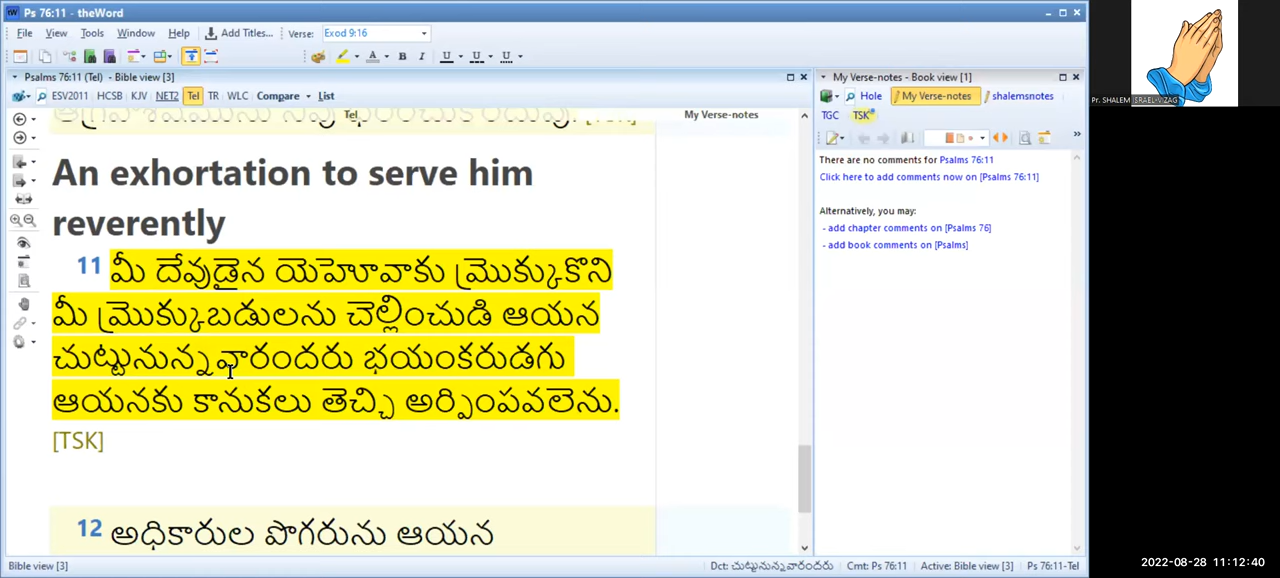 Ps 76:11 - theWord
File View Tools Window Help Add Titles... Verse: Exod 9:16
Psalms 76:11 (Tel) - Bible view [3]
ESV2011 HCSB KJV NET2 Tel TR WLC Compare List
Tel My Verse-notes
[TSK]
An exhortation to serve him
reverently
11 మీ దేవుడైన యెహోవాకు మ్రొక్కుకొని
మీ మ్రొక్కుబడులను చెల్లించుడి ఆయన
చుట్టునున్నవారందరు భయంకరుడగు
ఆయనకు కానుకలు తెచ్చి అర్పింపవలెను.
[TSK]
12 అధికారుల పొగరును ఆయన
My Verse-notes - Book view [1]
Hole My Verse-notes shalemsnotes
TGC TSK
There are no comments for Psalms 76:11
Click here to add comments now on [Psalms 76:11]
Alternatively, you may:
- add chapter comments on [Psalms 76]
- add book comments on [Psalms]
Pr. SHALEM ISRAEL-VIZAG
Bible view [3] Dct: చుట్టునున్నవారందరు Cmt: Ps 76:11 Active: Bible view [3] Ps 76:11-Tel
2022-08-28 11:12:40